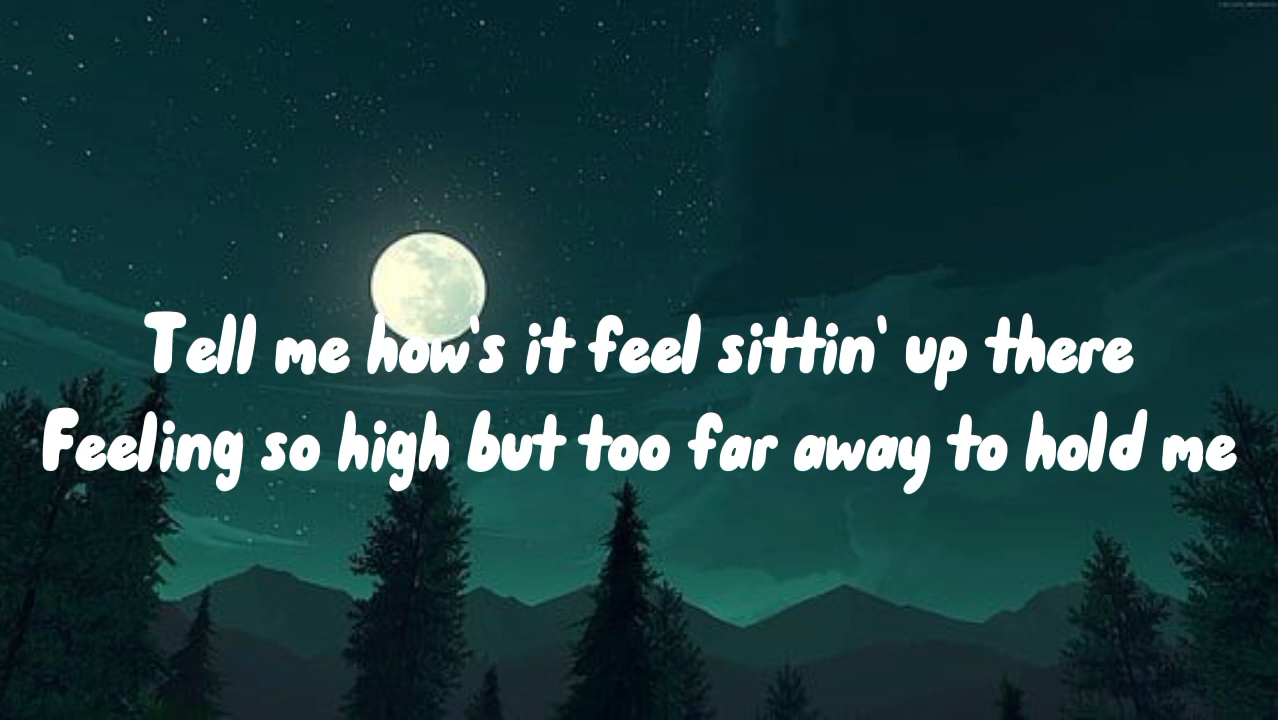 Tell me how's it feel sittin' up there
Feeling so high but too far away to hold me